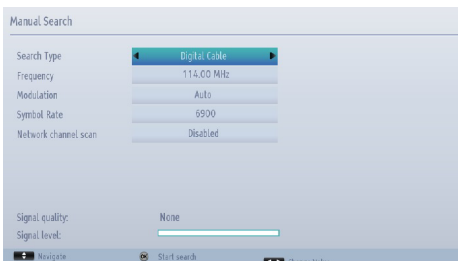 Manual Search
Search Type Digital Cable
Frequency 114.00 MHz
Modulation Auto
Symbol Rate 6900
Network channel scan Disabled
Signal quality: None
Signal level:
Navigate Start search